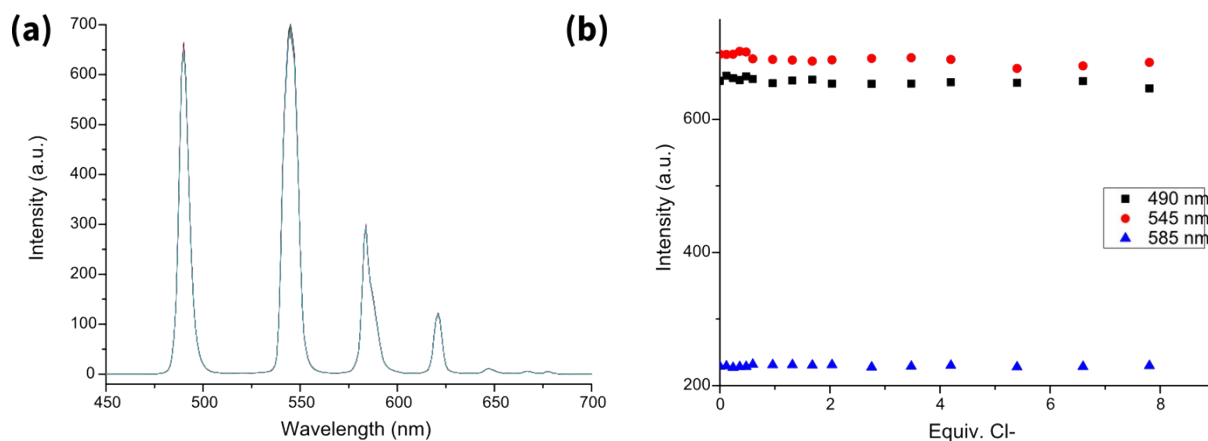 (a)
700
600
500
400
300
200
100
0
Intensity (a.u.)
450 500 550 600 650 700
Wavelength (nm)
(b)
600
400
200
Intensity (a.u.)
490 nm
545 nm
585 nm
0 2 4 6 8
Equiv. Cl-